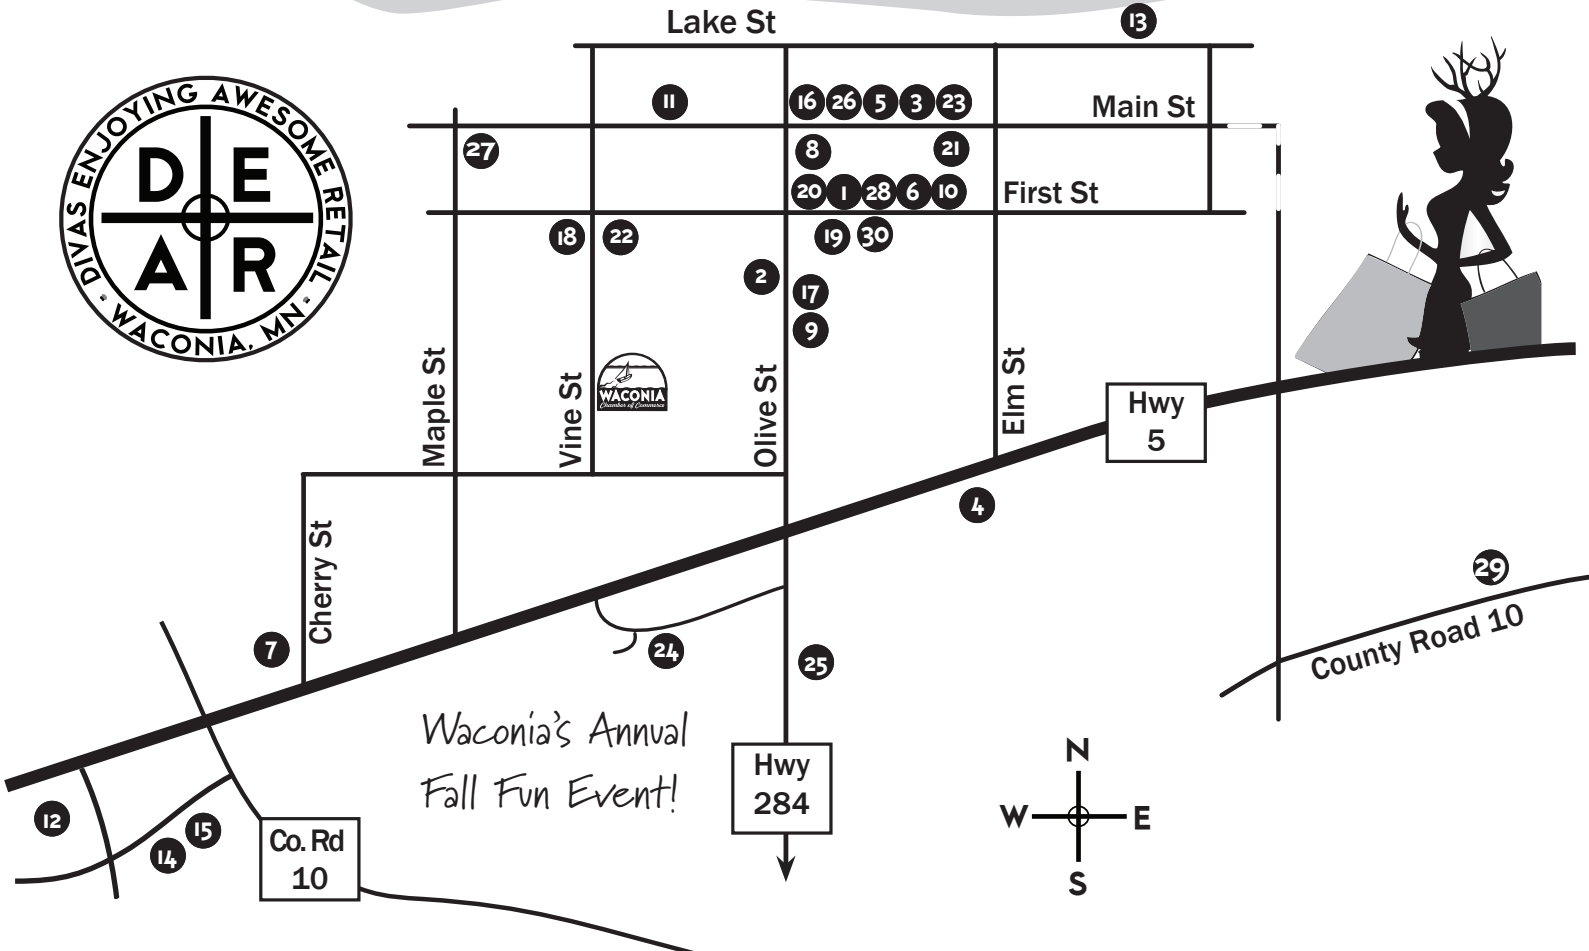 Lake St
13
DIVAS ENJOYING AWESOME RETAIL
D E
A R
• WACONIA, MN •
11
16 26 5 3 23
Main St
27
8
21
20 1 28 6 10
First St
18
22
19
30
2
17
9
Maple St
Vine St
WACONIA
Chamber of Commerce
Olive St
Elm St
Hwy
5
4
Cherry St
7
24
25
29
County Road 10
Waconia's Annual
Fall Fun Event!
Hwy
284
N
W
E
S
12
15
14
Co. Rd
10